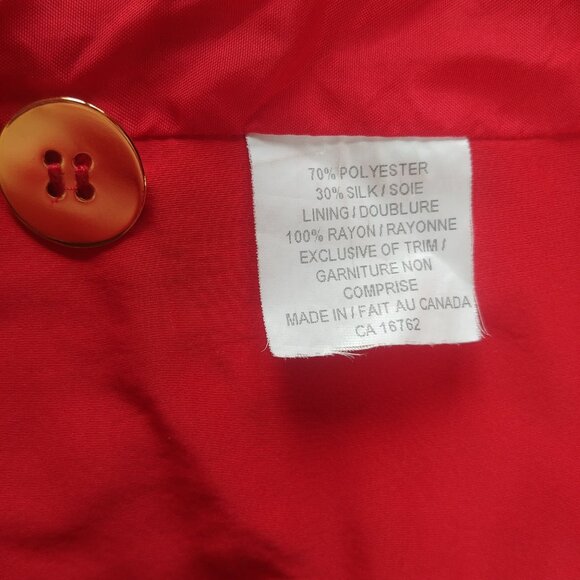 70% POLYESTER
30% SILK / SOIE
LINING / DOUBLURE
100% RAYON / RAYONNE
EXCLUSIVE OF TRIM /
GARNITURE NON
COMPRISE
MADE IN / FAIT AU CANADA
CA 16762